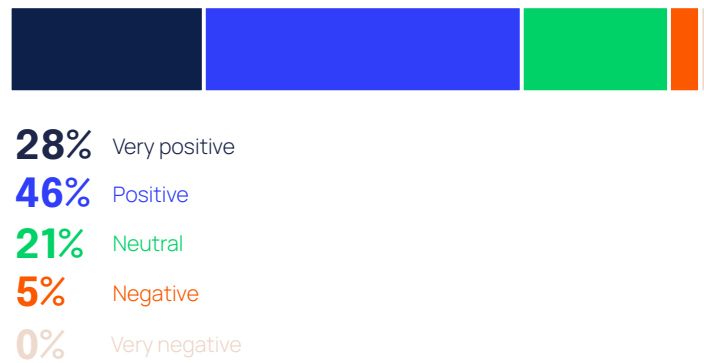 28% Very positive
46% Positive
21% Neutral
5% Negative
0% Very negative